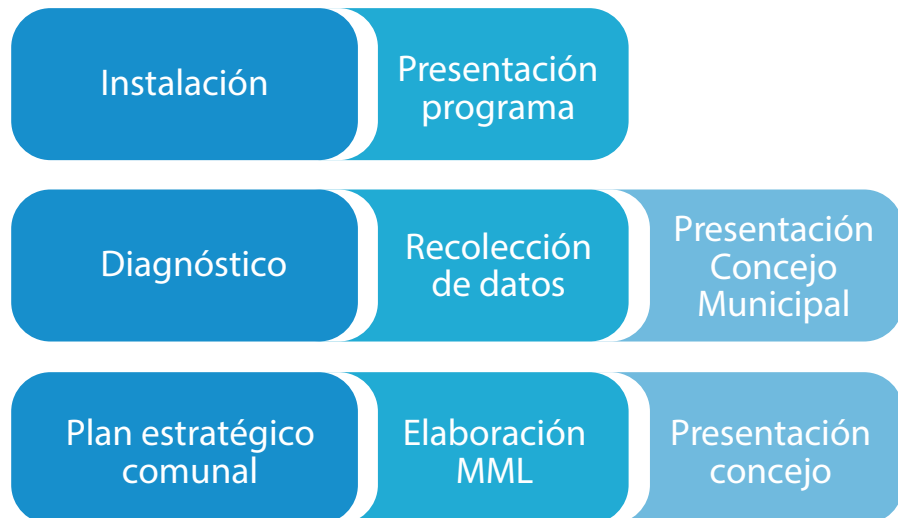 Instalación
Presentación
programa
Diagnóstico
Recolección
de datos
Presentación
Concejo
Municipal
Plan estratégico
comunal
Elaboración
MML
Presentación
concejo